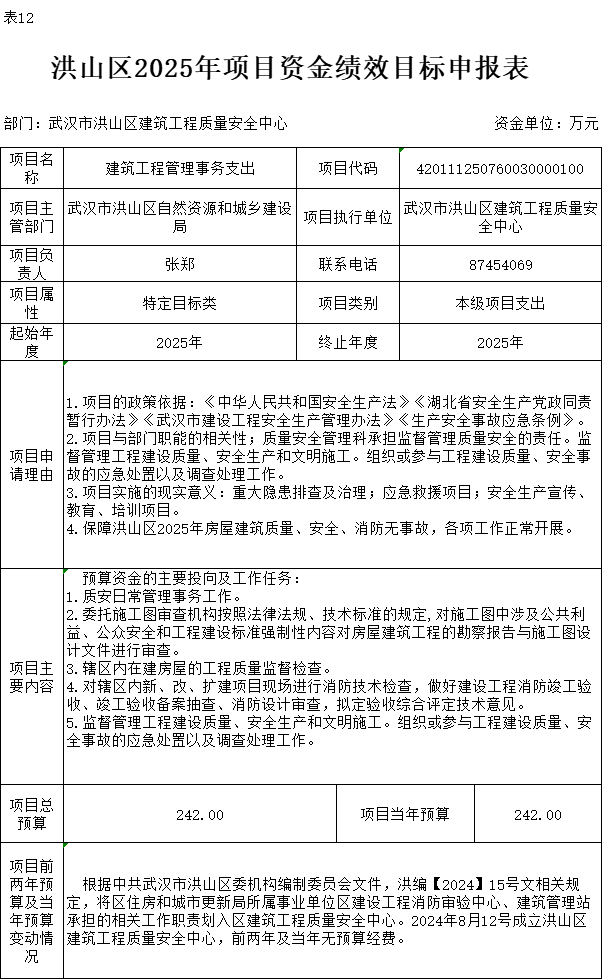 表12
洪山区2025年项目资金绩效目标申报表
部门：武汉市洪山区建筑工程质量安全中心 资金单位：万元
项目名称 建筑工程管理事务支出 项目代码 420111250760030000100
项目主管部门 武汉市洪山区自然资源和城乡建设局 项目执行单位 武汉市洪山区建筑工程质量安全中心
项目负责人 张郑 联系电话 87454069
项目属性 特定目标类 项目类别 本级项目支出
起始年度 2025年 终止年度 2025年
项目申请理由
1.项目的政策依据：《中华人民共和国安全生产法》《湖北省安全生产党政同责
暂行办法》《武汉市建设工程安全生产管理办法》《生产安全事故应急条例》。
2.项目与部门职能的相关性；质量安全管理科承担监督管理质量安全的责任。监
督管理工程建设质量、安全生产和文明施工。组织或参与工程建设质量、安全事
故的应急处置以及调查处理工作。
3.项目实施的现实意义：重大隐患排查及治理；应急救援项目；安全生产宣传、
教育、培训项目。
4.保障洪山区2025年房屋建筑质量、安全、消防无事故，各项工作正常开展。
项目主要内容
预算资金的主要投向及工作任务：
1.质安日常管理事务工作。
2.委托施工图审查机构按照法律法规、技术标准的规定,对施工图中涉及公共利
益、公众安全和工程建设标准强制性内容对房屋建筑工程的勘察报告与施工图设
计文件进行审查。
3.辖区内在建房屋的工程质量监督检查。
4.对辖区内新、改、扩建项目现场进行消防技术检查，做好建设工程消防竣工验
收、竣工验收备案抽查、消防设计审查，拟定验收综合评定技术意见。
5.监督管理工程建设质量、安全生产和文明施工。组织或参与工程建设质量、安
全事故的应急处置以及调查处理工作。
项目总预算 242.00 项目当年预算 242.00
项目前两年预算及当年预算变动情况
根据中共武汉市洪山区委机构编制委员会文件，洪编【2024】15号文相关规
定，将区住房和城市更新局所属事业单位区建设工程消防审验中心、建筑管理站
承担的相关工作职责划入区建筑工程质量安全中心。2024年8月12号成立洪山区
建筑工程质量安全中心，前两年及当年无预算经费。